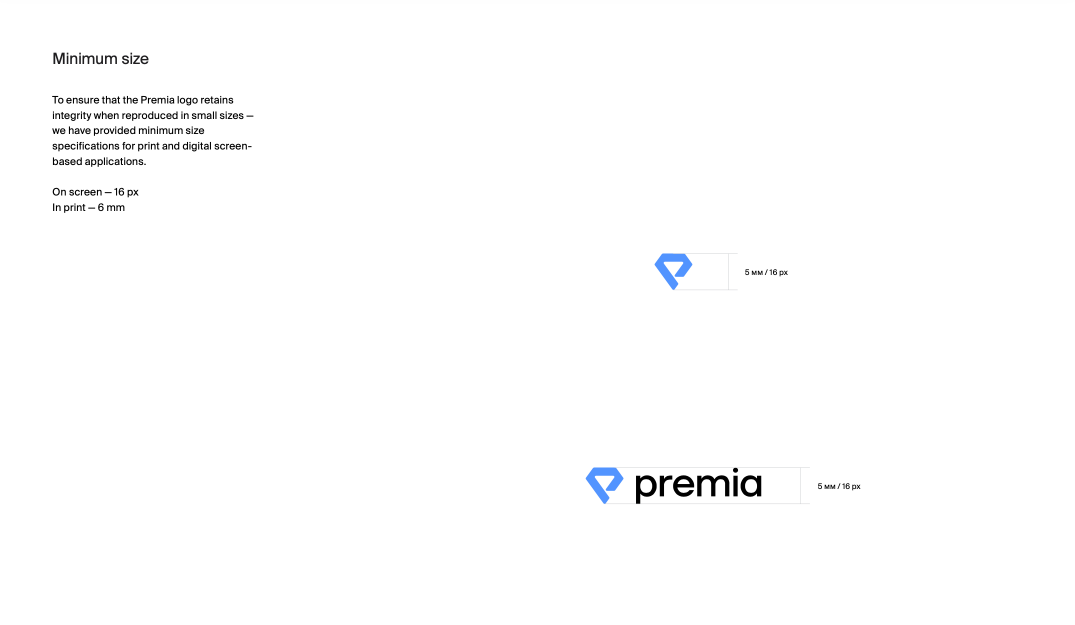 Minimum size
To ensure that the Premia logo retains
integrity when reproduced in small sizes —
we have provided minimum size
specifications for print and digital screen-
based applications.
On screen — 16 px
In print — 6 mm
5 мм / 16 px
premia
5 мм / 16 px